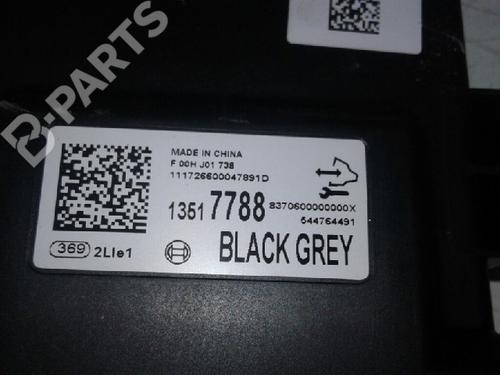 B-PARTS
MADE IN CHINA
F 00H J01 738
111726600047891D
1351 7788
8370600000000X
544764491
369 2LIe1
BLACK GREY